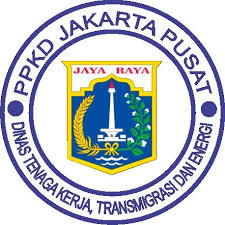 PPKD JAKARTA PUSAT
JAYA RAYA
DINAS TENAGA KERJA, TRANSMIGRASI DAN ENERGI